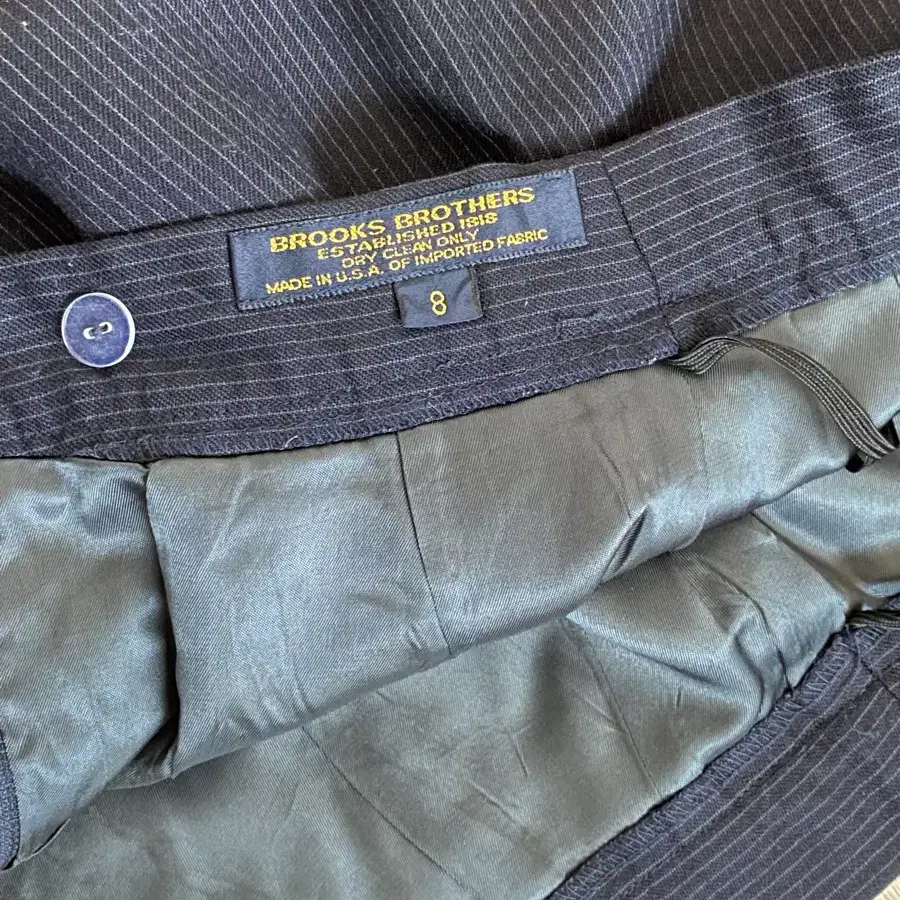 BROOKS BROTHERS
ESTABLISHED 1818
DRY CLEAN ONLY
MADE IN U.S.A. OF IMPORTED FABRIC
8